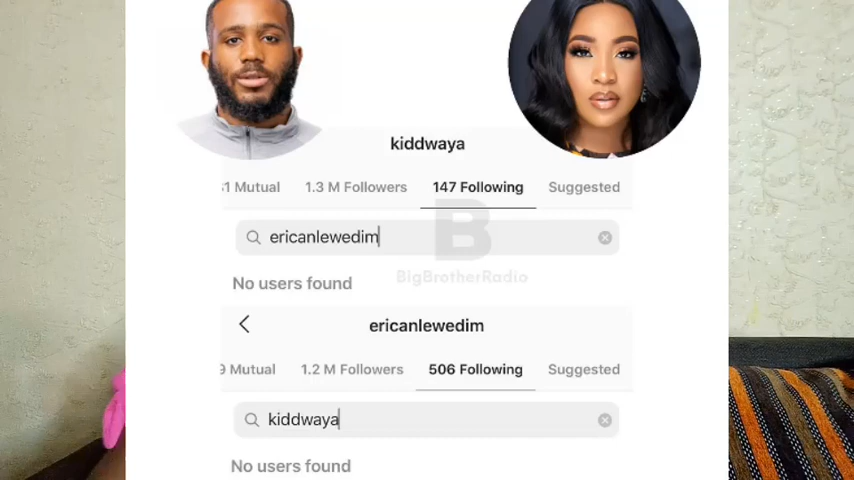 kiddwaya
1 Mutual 1.3 M Followers 147 Following Suggested
ericanlewedim
B
BigBrotherRadio
No users found
ericanlewedim
9 Mutual 1.2 M Followers 506 Following Suggested
kiddwaya
No users found